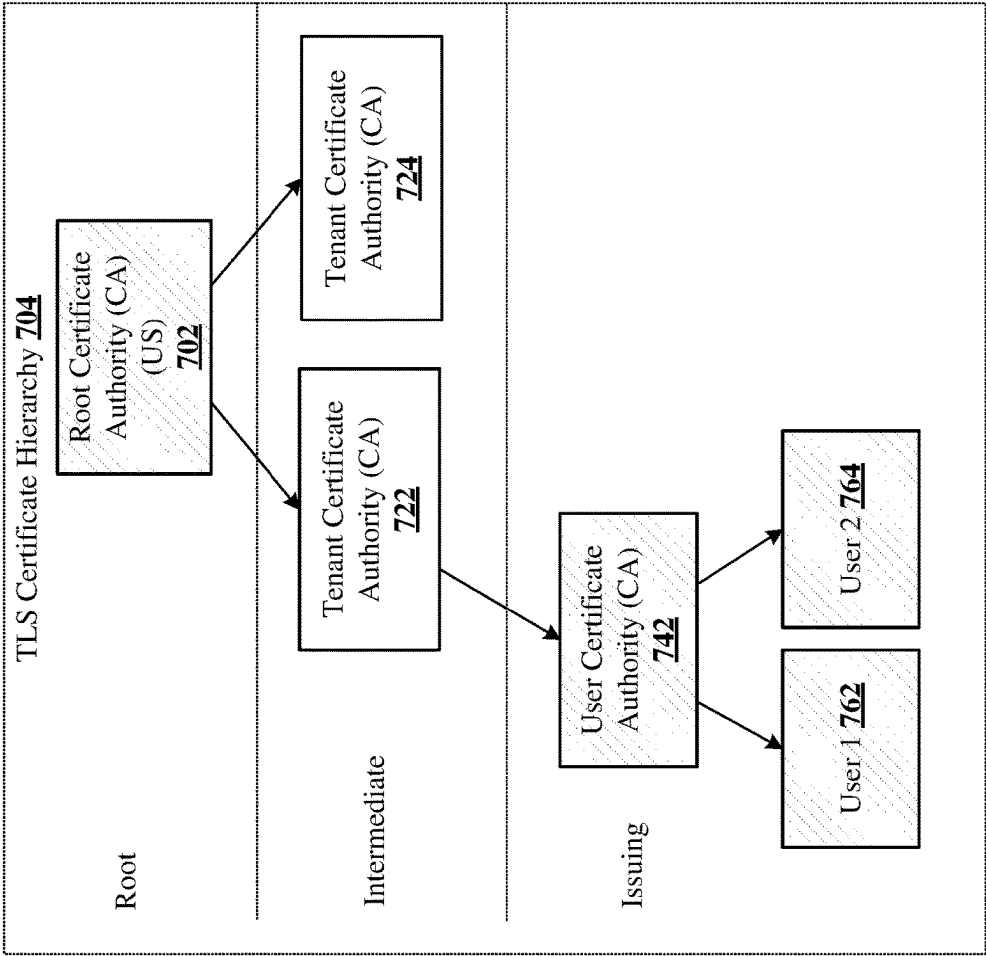 TLS Certificate Hierarchy 704
Root
Root Certificate
Authority (CA)
(US)
702
Intermediate
Tenant Certificate
Authority (CA)
722
Tenant Certificate
Authority (CA)
724
Issuing
User Certificate
Authority (CA)
742
User 1 762
User 2 764